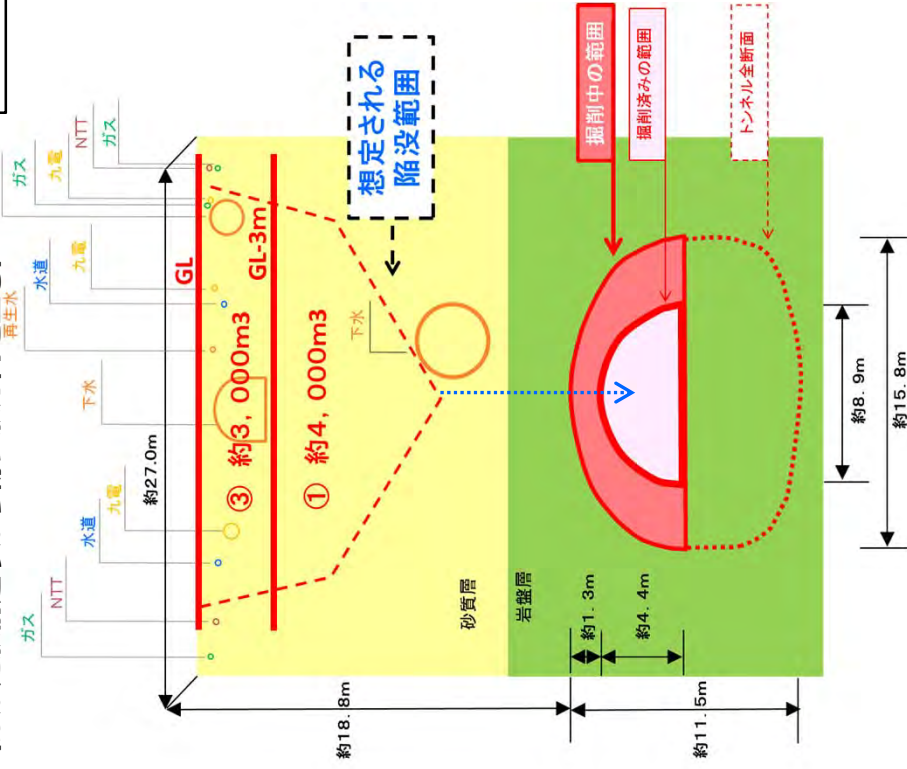 ガス
NTT
水道
九電
下水
再生水
水道
九電
ガス
九電
NTT
ガス
約27.0m
GL
GL-3m
③ 約3,000m3
① 約4,000m3
想定される
陥没範囲
下水
砂質層
岩盤層
掘削中の範囲
掘削済みの範囲
トンネル全断面
約18.8m
約1.3m
約4.4m
約11.5m
約8.9m
約15.8m